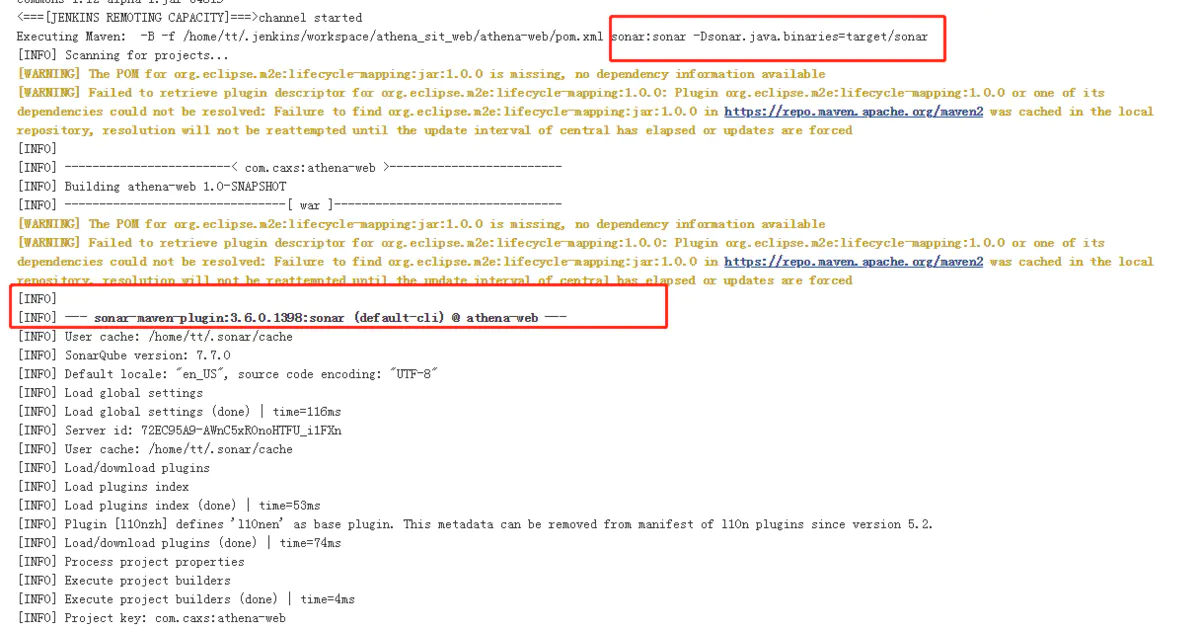 <===[JENKINS REMOTING CAPACITY]===>channel started
Executing Maven:  -B -f /home/tt/.jenkins/workspace/athena_sit_web/athena-web/pom.xml sonar:sonar -Dsonar.java.binaries=target/sonar
[INFO] Scanning for projects...
[WARNING] The POM for org.eclipse.m2e:lifecycle-mapping:jar:1.0.0 is missing, no dependency information available
[WARNING] Failed to retrieve plugin descriptor for org.eclipse.m2e:lifecycle-mapping:1.0.0: Plugin org.eclipse.m2e:lifecycle-mapping:1.0.0 or one of its
dependencies could not be resolved: Failure to find org.eclipse.m2e:lifecycle-mapping:jar:1.0.0 in https://repo.maven.apache.org/maven2 was cached in the local
repository, resolution will not be reattempted until the update interval of central has elapsed or updates are forced
[INFO]
[INFO] ------------------------< com.caxs:athena-web >-------------------------
[INFO] Building athena-web 1.0-SNAPSHOT
[INFO] --------------------------------[ war ]---------------------------------
[WARNING] The POM for org.eclipse.m2e:lifecycle-mapping:jar:1.0.0 is missing, no dependency information available
[WARNING] Failed to retrieve plugin descriptor for org.eclipse.m2e:lifecycle-mapping:1.0.0: Plugin org.eclipse.m2e:lifecycle-mapping:1.0.0 or one of its
dependencies could not be resolved: Failure to find org.eclipse.m2e:lifecycle-mapping:jar:1.0.0 in https://repo.maven.apache.org/maven2 was cached in the local
repository, resolution will not be reattempted until the update interval of central has elapsed or updates are forced
[INFO]
[INFO] --- sonar-maven-plugin:3.6.0.1398:sonar (default-cli) @ athena-web ---
[INFO] User cache: /home/tt/.sonar/cache
[INFO] SonarQube version: 7.7.0
[INFO] Default locale: "en_US", source code encoding: "UTF-8"
[INFO] Load global settings
[INFO] Load global settings (done) | time=116ms
[INFO] Server id: 72EC95A9-AWnC5xROnoHTFU_i1FXn
[INFO] User cache: /home/tt/.sonar/cache
[INFO] Load/download plugins
[INFO] Load plugins index
[INFO] Load plugins index (done) | time=53ms
[INFO] Plugin [l10nzh] defines 'l10nen' as base plugin. This metadata can be removed from manifest of l10n plugins since version 5.2.
[INFO] Load/download plugins (done) | time=74ms
[INFO] Process project properties
[INFO] Execute project builders
[INFO] Execute project builders (done) | time=4ms
[INFO] Project key: com.caxs:athena-web